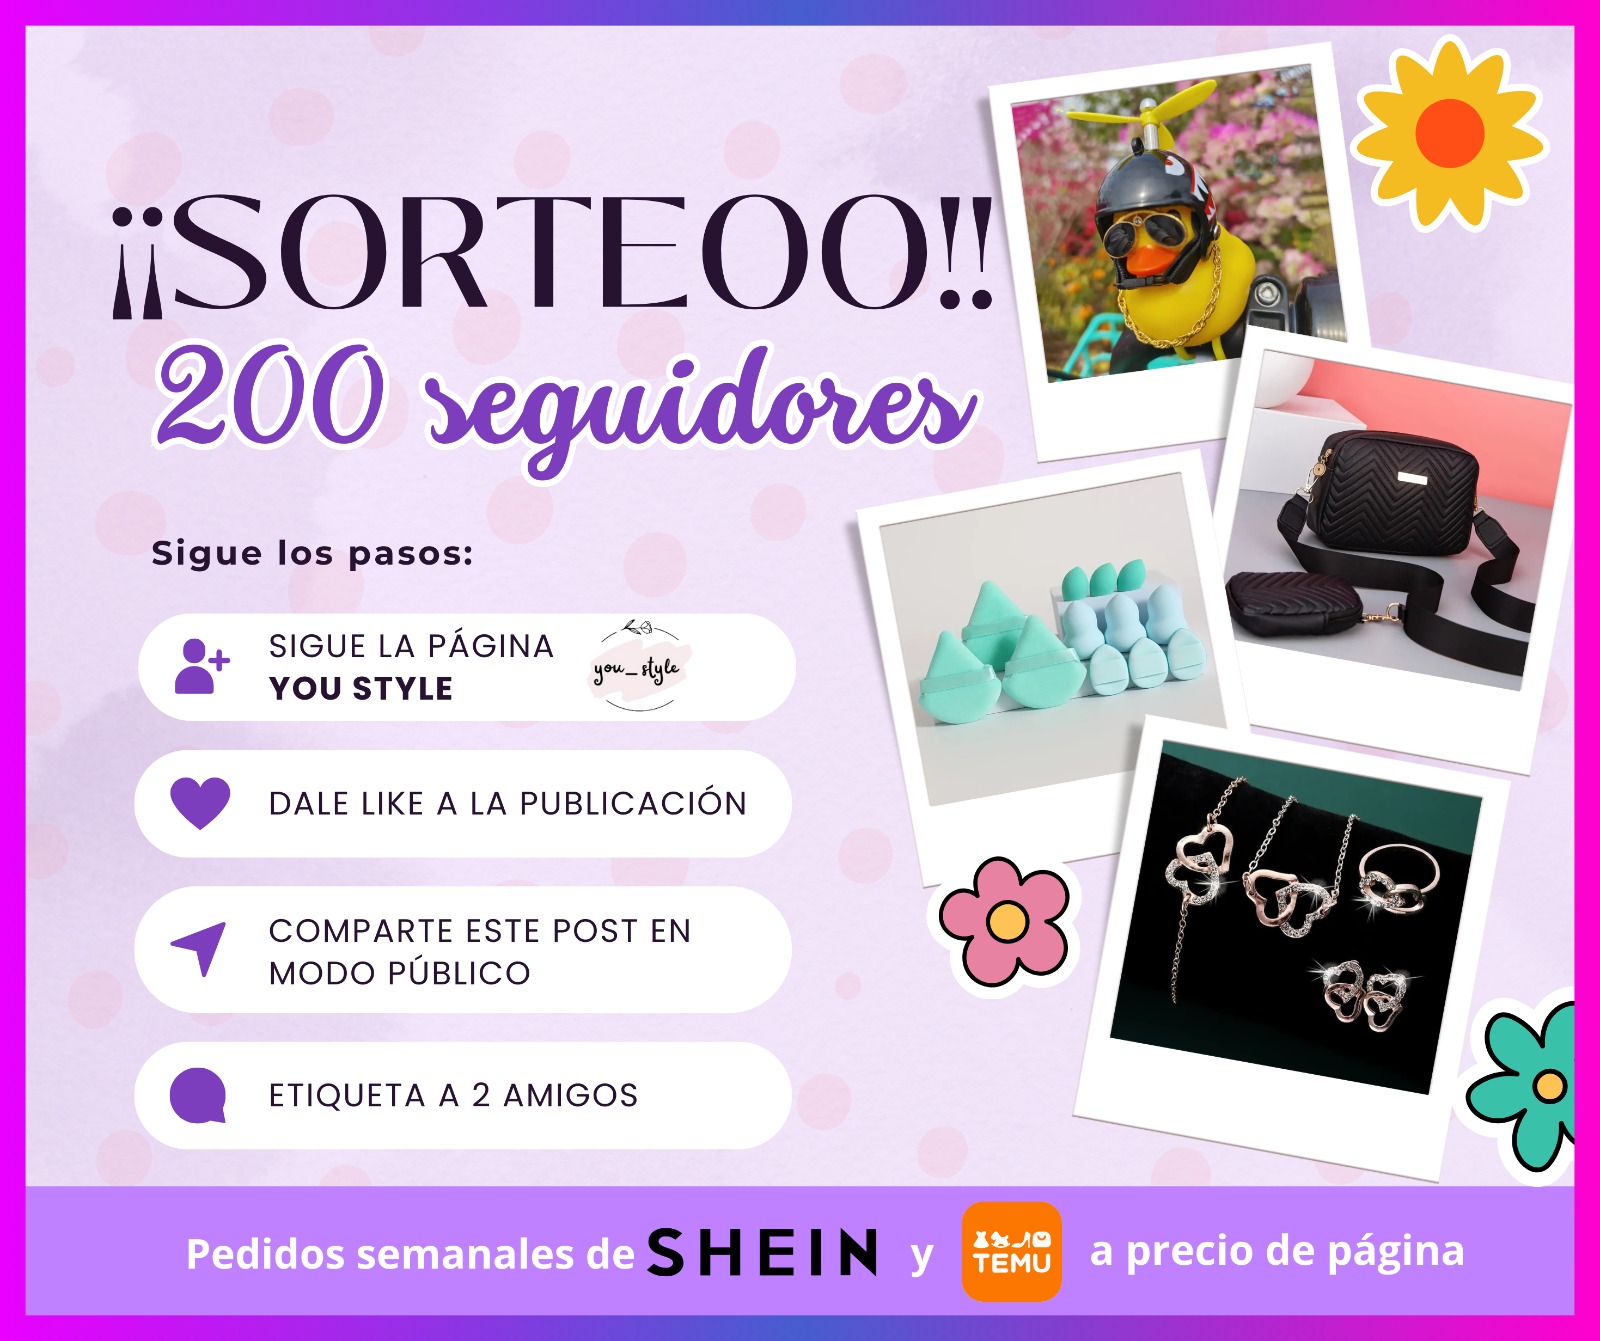 ¡¡SORTEOO!!
200 seguidores
Sigue los pasos:
SIGUE LA PÁGINA
YOU STYLE
you_style
DALE LIKE A LA PUBLICACIÓN
COMPARTE ESTE POST EN
MODO PÚBLICO
ETIQUETA A 2 AMIGOS
Pedidos semanales de SHEIN y TEMU a precio de página